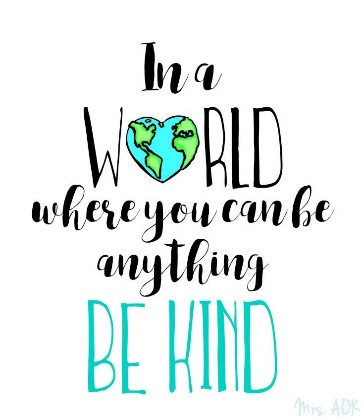 In a
WORLD
where you can be
anything
BE KIND
Mrs. ADK